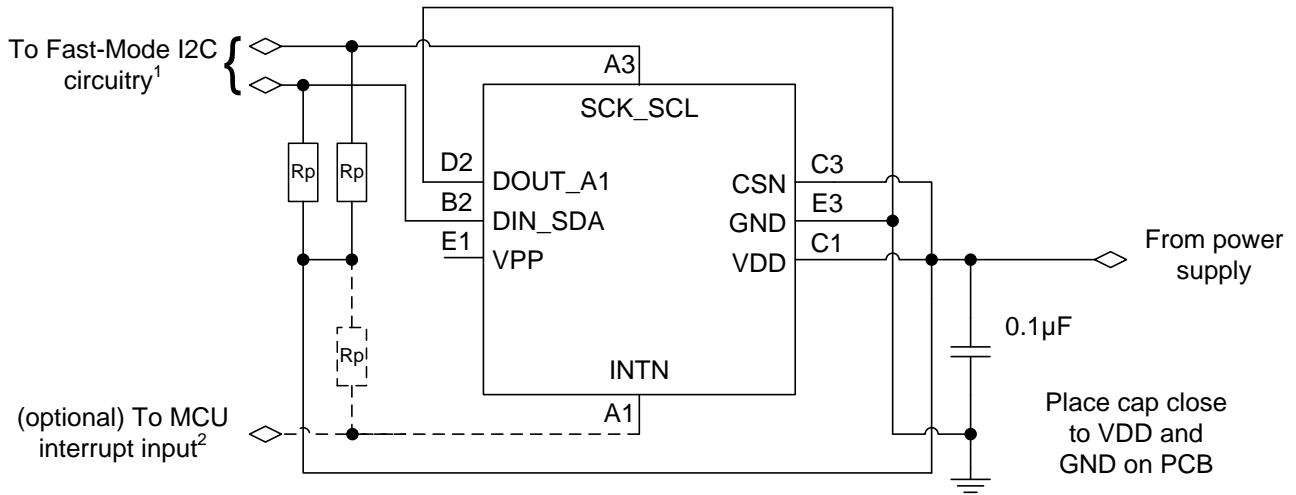 To Fast-Mode I2C
circuitry1
{
A3
SCK_SCL
Rp
Rp
D2
DOUT_A1
B2
DIN_SDA
E1
VPP
C3
CSN
E3
GND
C1
VDD
From power
supply
0.1µF
Rp
INTN
A1
(optional) To MCU
interrupt input2
Place cap close
to VDD and
GND on PCB